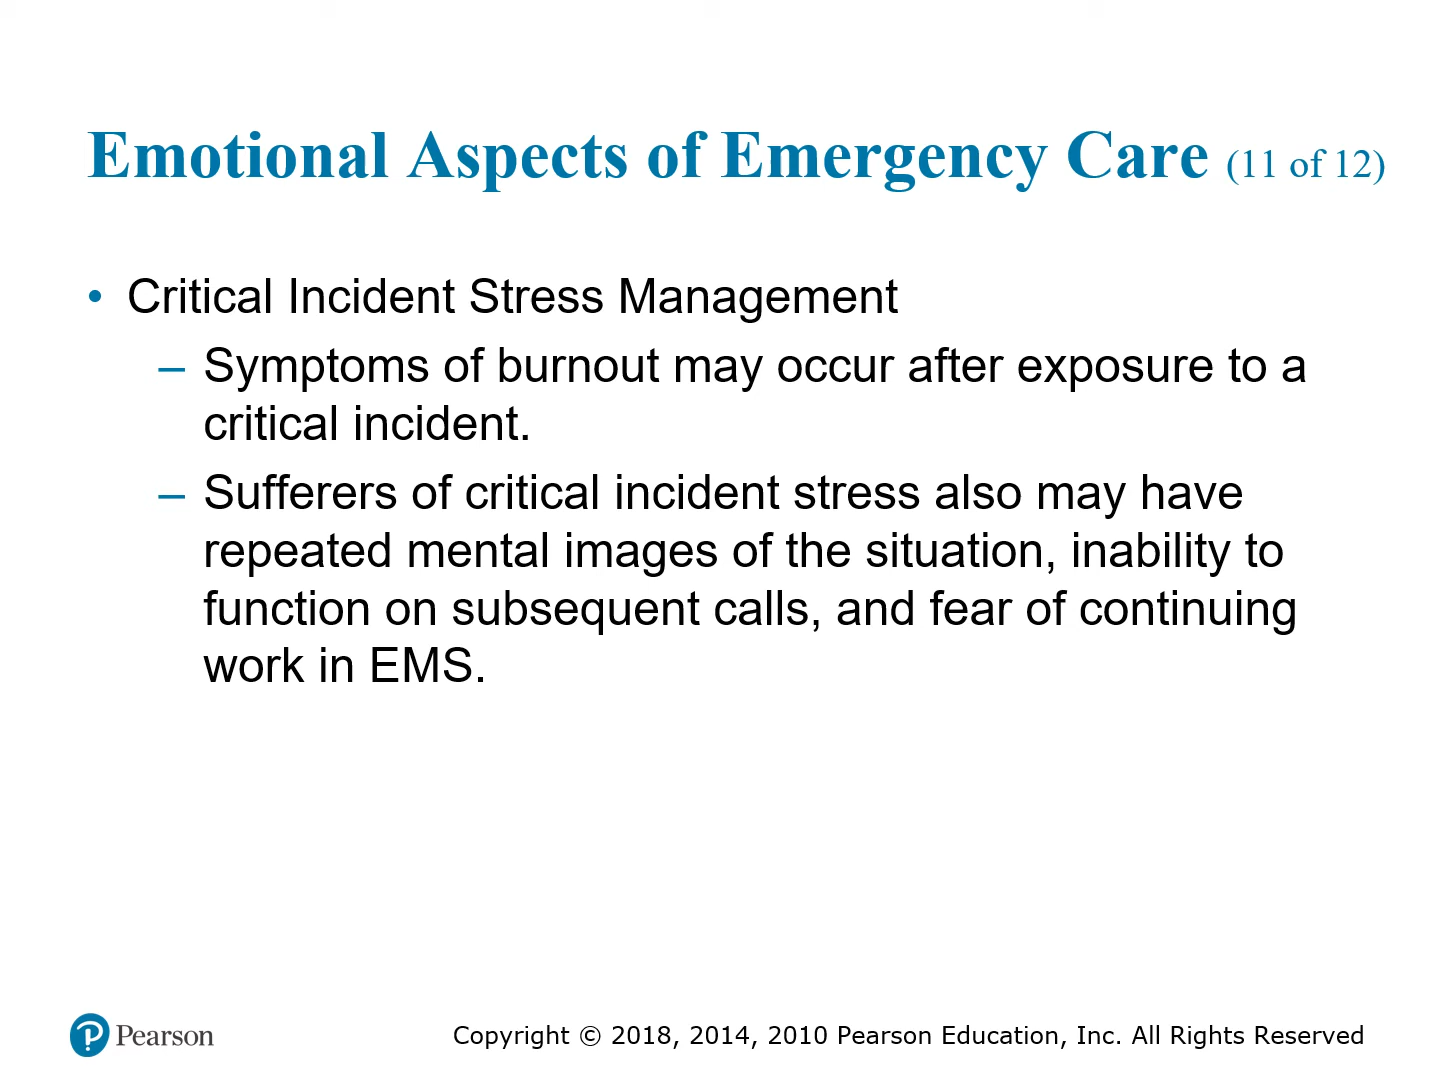 Emotional Aspects of Emergency Care (11 of 12)
• Critical Incident Stress Management
– Symptoms of burnout may occur after exposure to a
critical incident.
– Sufferers of critical incident stress also may have
repeated mental images of the situation, inability to
function on subsequent calls, and fear of continuing
work in EMS.
Pearson
Copyright © 2018, 2014, 2010 Pearson Education, Inc. All Rights Reserved